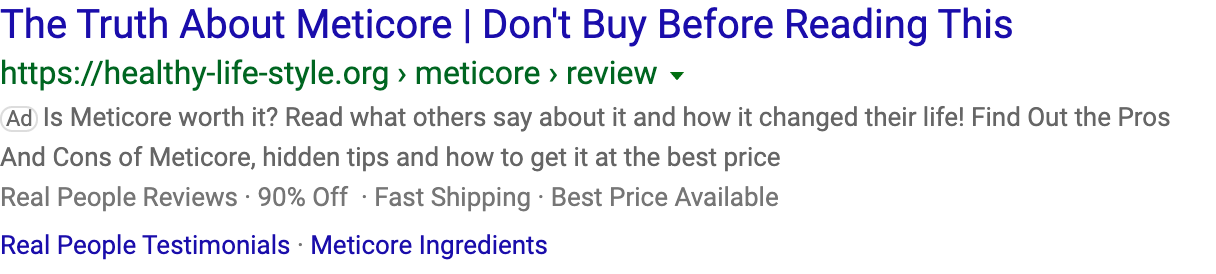 The Truth About Meticore | Don't Buy Before Reading This
https://healthy-life-style.org › meticore › review
Ad Is Meticore worth it? Read what others say about it and how it changed their life! Find Out the Pros
And Cons of Meticore, hidden tips and how to get it at the best price
Real People Reviews · 90% Off · Fast Shipping · Best Price Available
Real People Testimonials · Meticore Ingredients